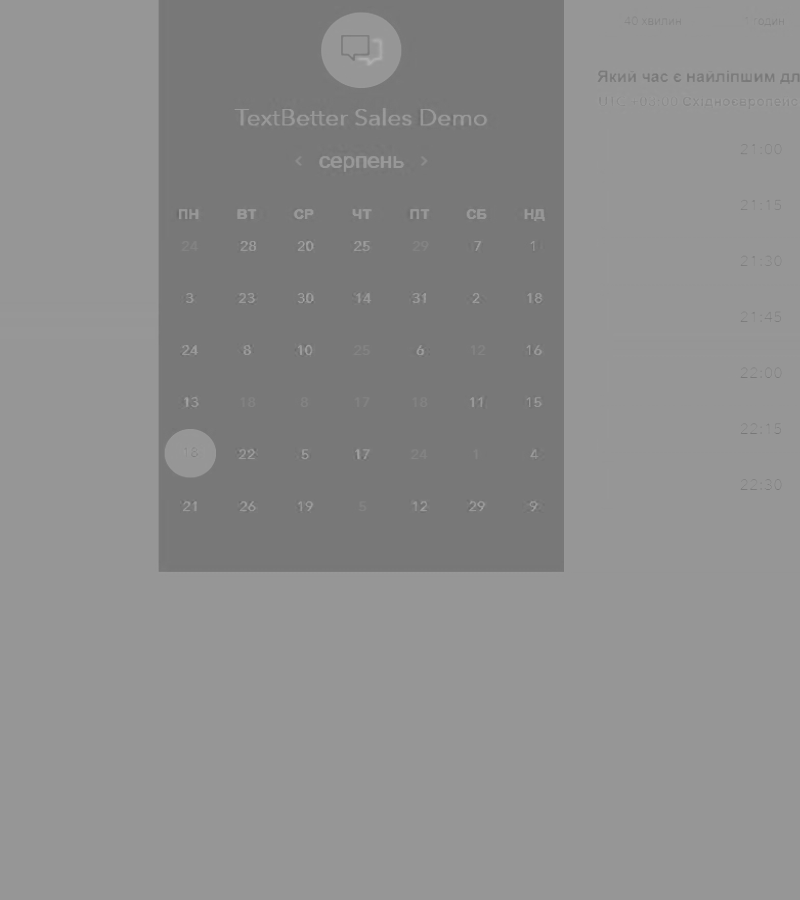 40 хвилин 1 годин
TextBetter Sales Demo
серпень
ПН ВТ СР ЧТ ПТ СБ НД
24 28 20 25 29 7 1
3 23 30 14 31 2 18
24 8 10 25 6 12 16
13 18 8 17 18 11 15
18 22 5 17 24 1 4
21 26 19 5 12 29 9
Який час є найліпшим дл
Східноєвропейс
21:00
21:15
21:30
21:45
22:00
22:15
22:30